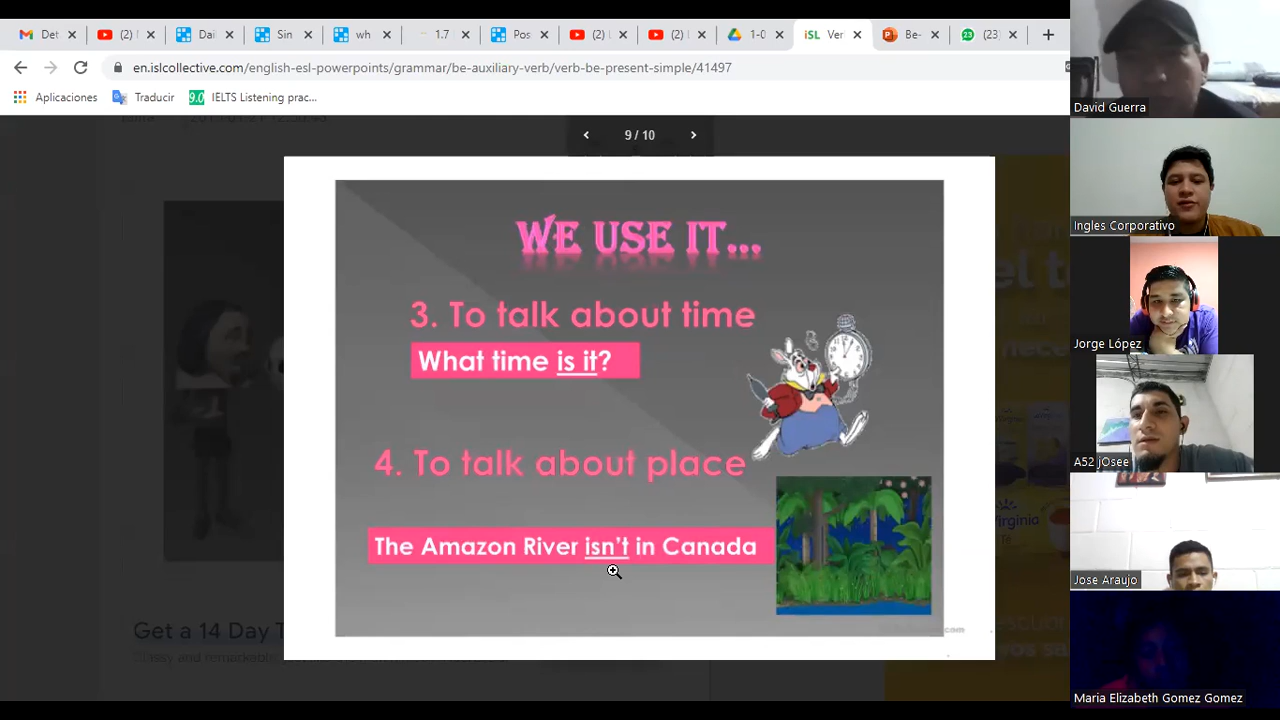 Det
(2)
Dai
Sin
wh
1.7
Pos
(2)
(2)
1-0
iSL Ver
Be-
(23)
en.islcollective.com/english-esl-powerpoints/grammar/be-auxiliary-verb/verb-be-present-simple/41497
Aplicaciones
Traducir
9.0 IELTS Listening prac...
9 / 10
WE USE IT...
3. To talk about time
What time is it?
4. To talk about place
The Amazon River isn't in Canada
Get a 14 Day T
David Guerra
Ingles Corporativo
Jorge López
A52 jOsee
Jose Araujo
Maria Elizabeth Gomez Gomez